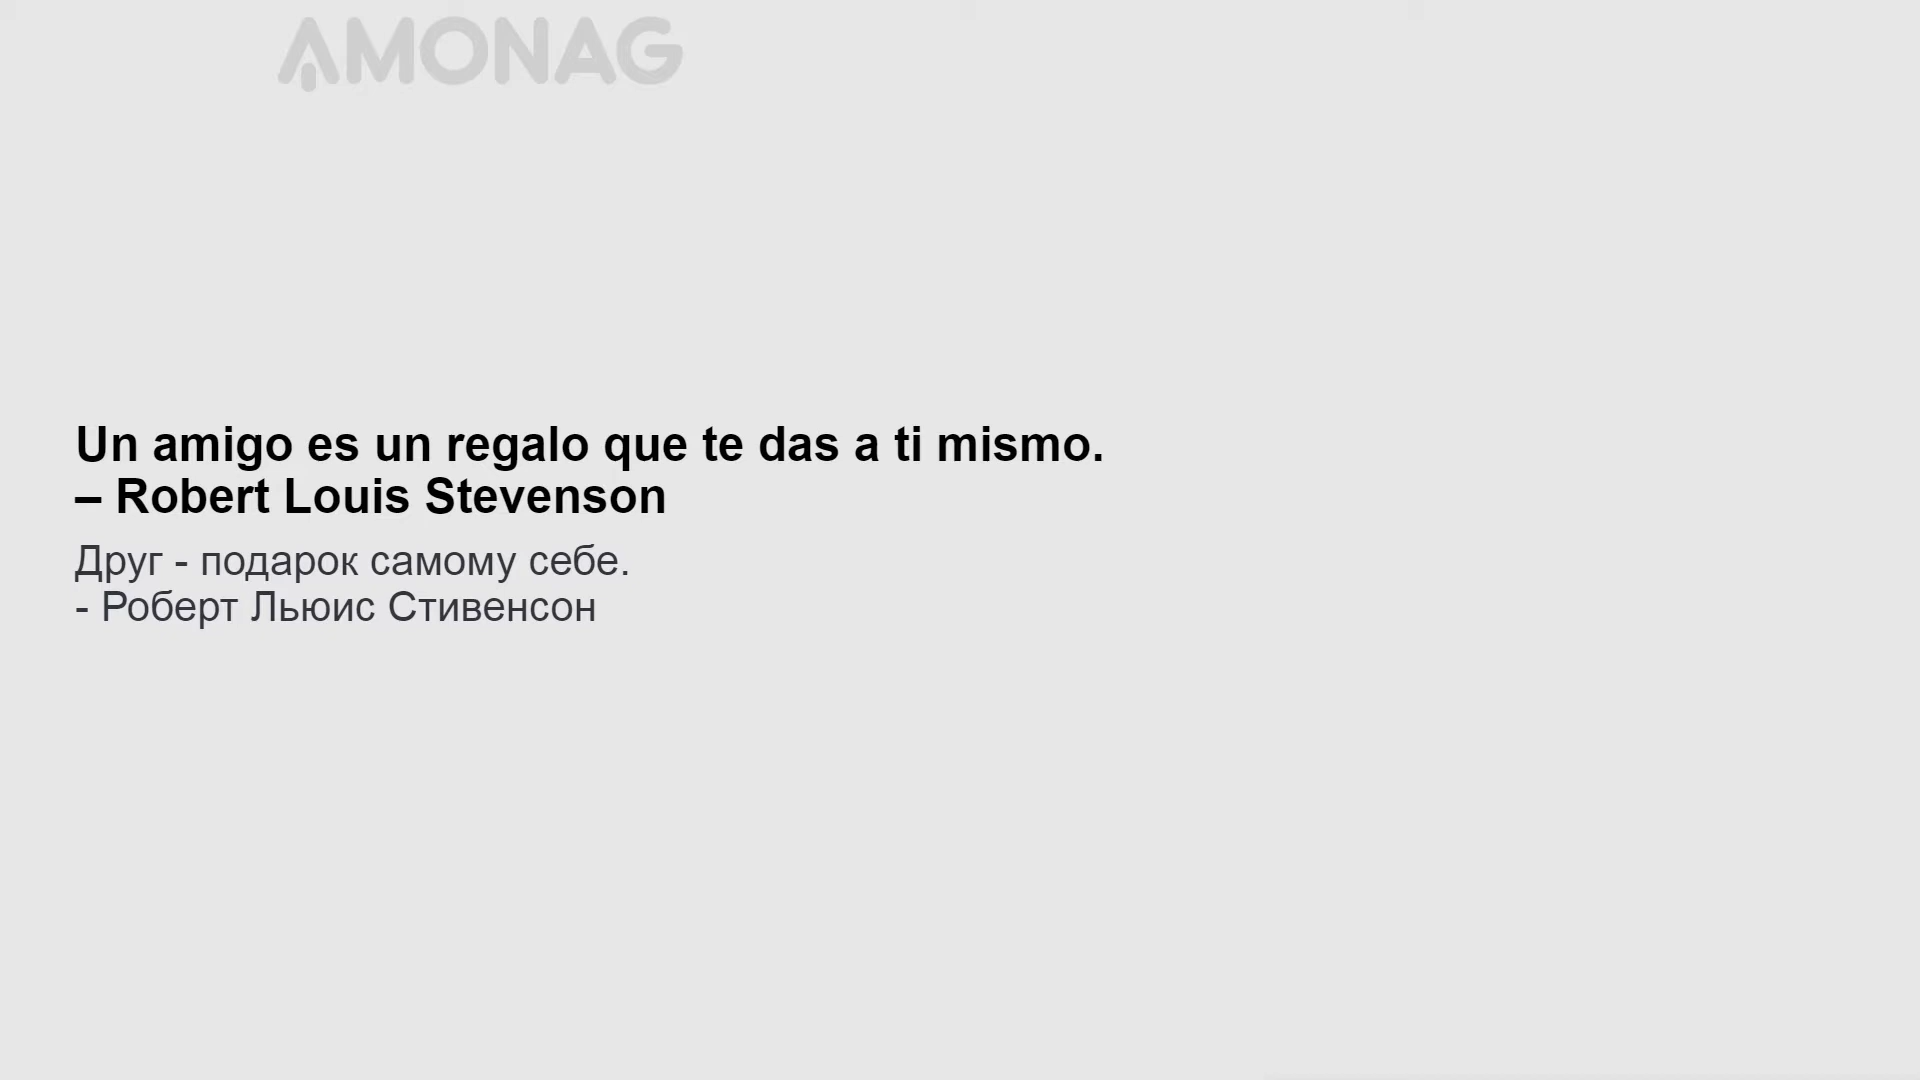 AMONAG
Un amigo es un regalo que te das a ti mismo.
– Robert Louis Stevenson
Друг - подарок самому себе.
- Роберт Льюис Стивенсон